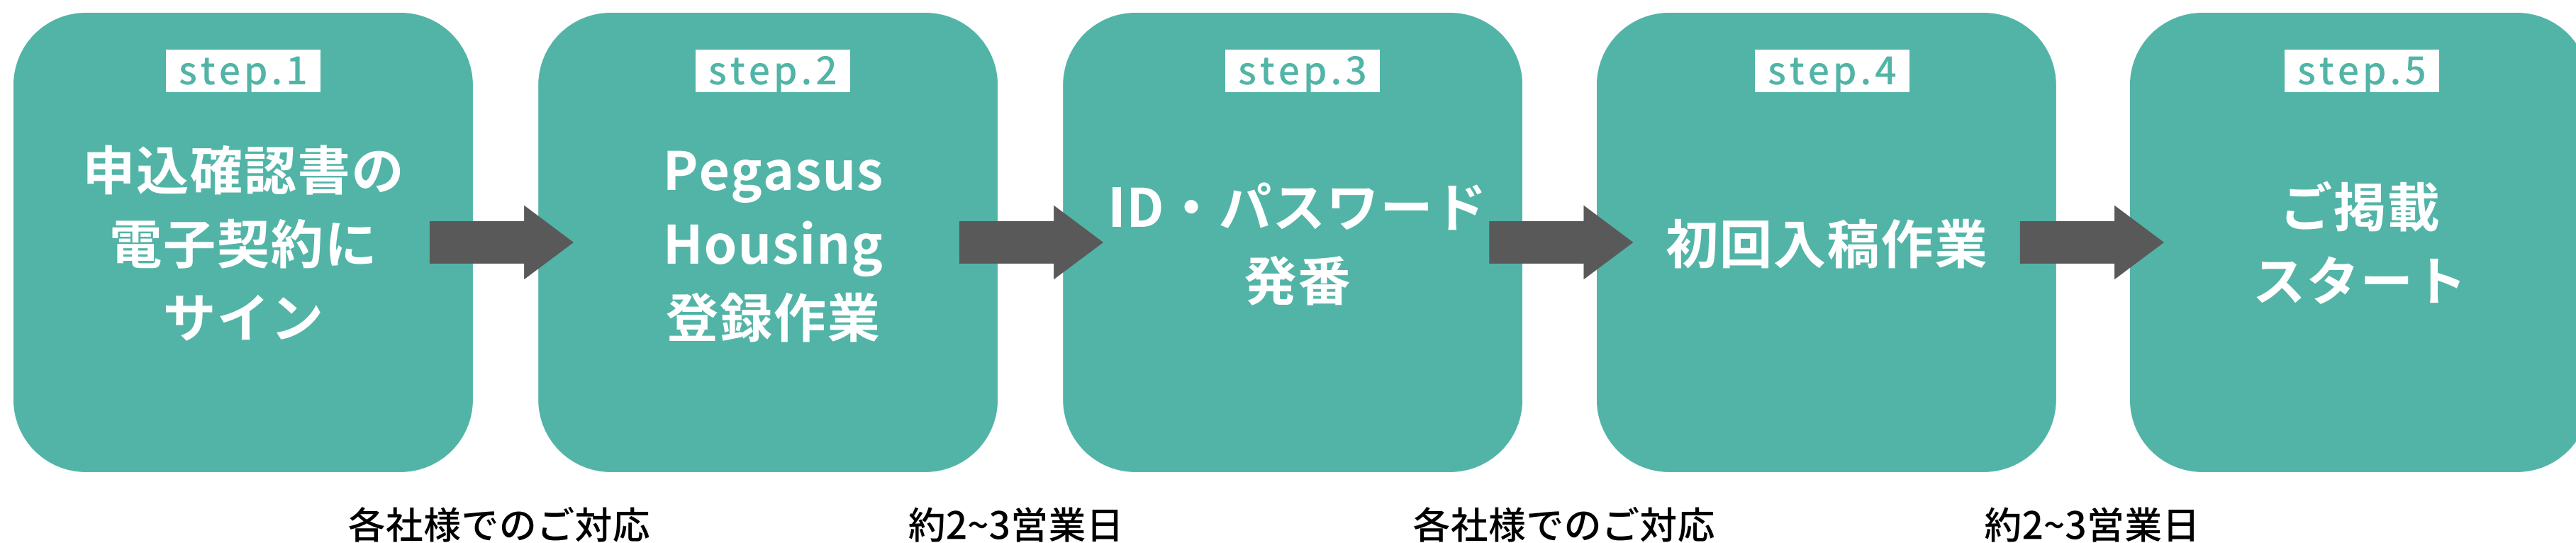 step.1
申込確認書の
電子契約に
サイン
step.2
Pegasus
Housing
登録作業
step.3
ID・パスワード
発番
step.4
初回入稿作業
step.5
ご掲載
スタート
各社様でのご対応
約2~3営業日
各社様でのご対応
約2~3営業日